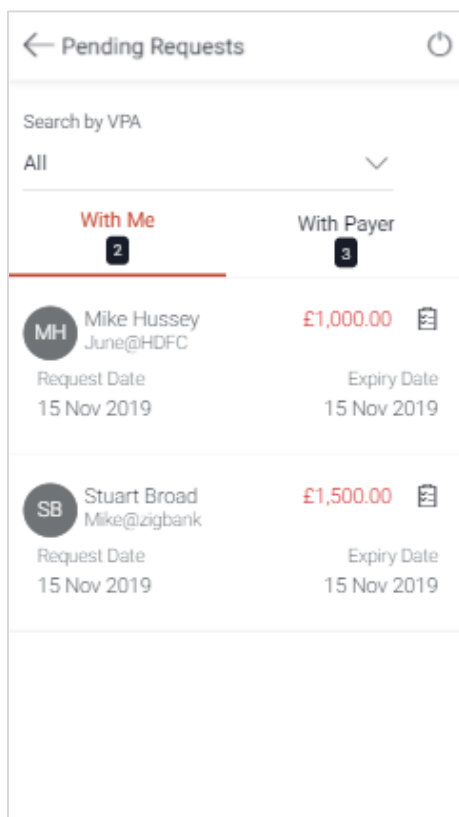 Pending Requests
Search by VPA
All
With Me
With Payer
2
3
MH
Mike Hussey
£1,000.00
June@HDFC
Request Date
Expiry Date
15 Nov 2019
15 Nov 2019
SB
Stuart Broad
£1,500.00
Mike@zigbank
Request Date
Expiry Date
15 Nov 2019
15 Nov 2019